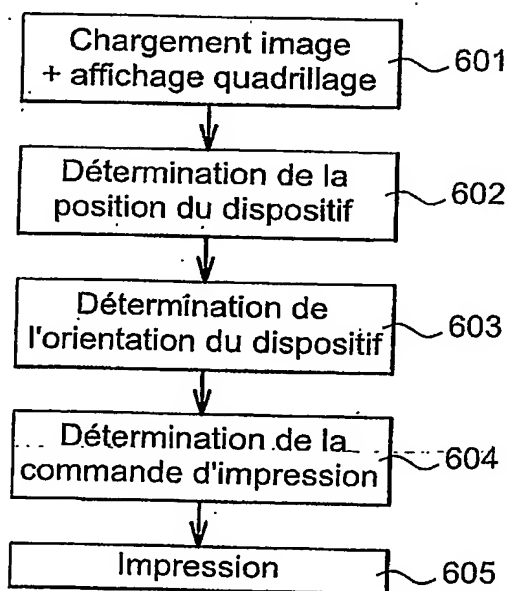 Chargement image
+ affichage quadrillage
601
Détermination de la
position du dispositif
602
Détermination de
l'orientation du dispositif
603
Détermination de la
commande d'impression
604
Impression
605